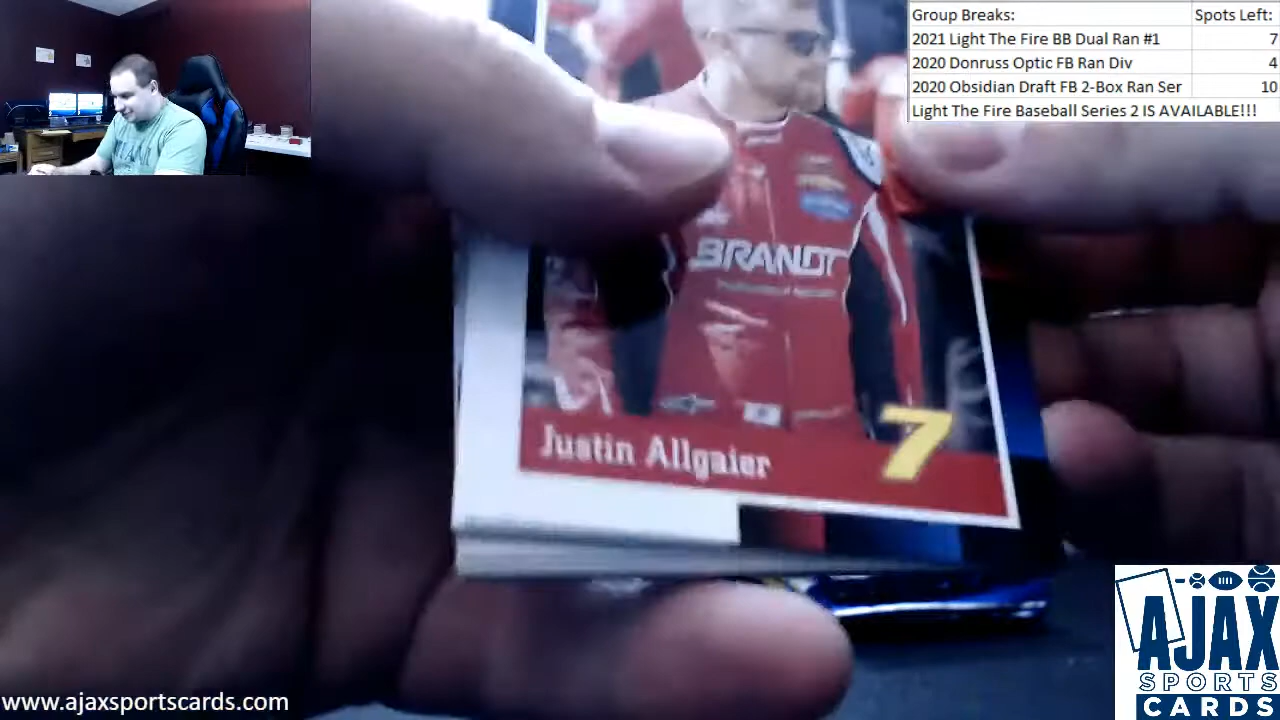 Group Breaks: Spots Left:
2021 Light The Fire BB Dual Ran #1 7
2020 Donruss Optic FB Ran Div 4
2020 Obsidian Draft FB 2-Box Ran Ser 10
Light The Fire Baseball Series 2 IS AVAILABLE!!!
BRANDT
Justin Allgaier
7
AJAX
SPORTS
CARDS
www.ajaxsportscards.com